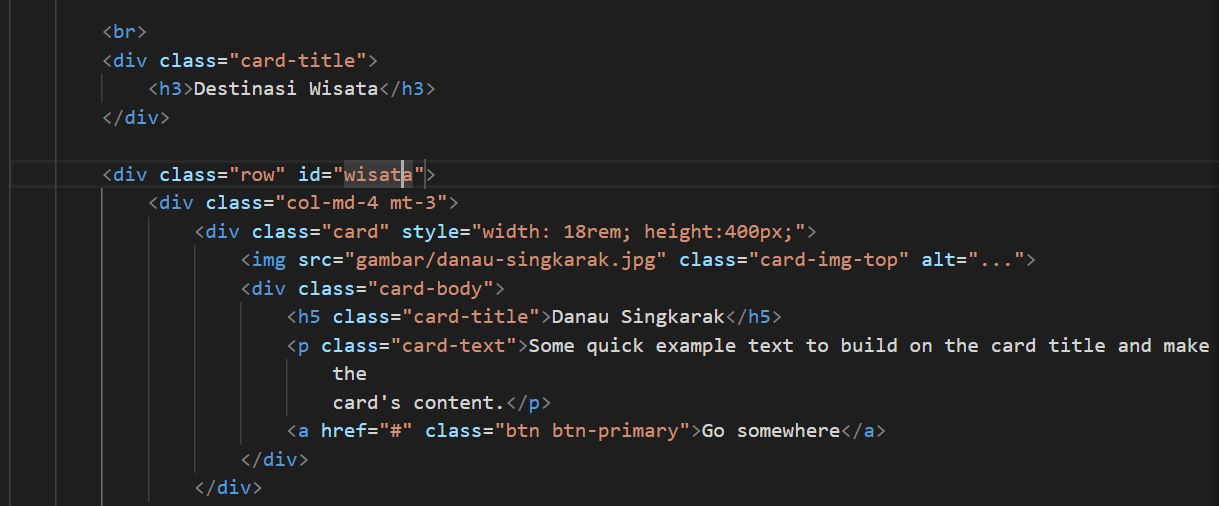 <br>
<div class="card-title">
<h3>Destinasi Wisata</h3>
</div>
<div class="row" id="wisata">
<div class="col-md-4 mt-3">
<div class="card" style="width: 18rem; height:400px;">
<img src="gambar/danau-singkarak.jpg" class="card-img-top" alt="...">
<div class="card-body">
<h5 class="card-title">Danau Singkarak</h5>
<p class="card-text">Some quick example text to build on the card title and make
the
card's content.</p>
<a href="#" class="btn btn-primary">Go somewhere</a>
</div>
</div>